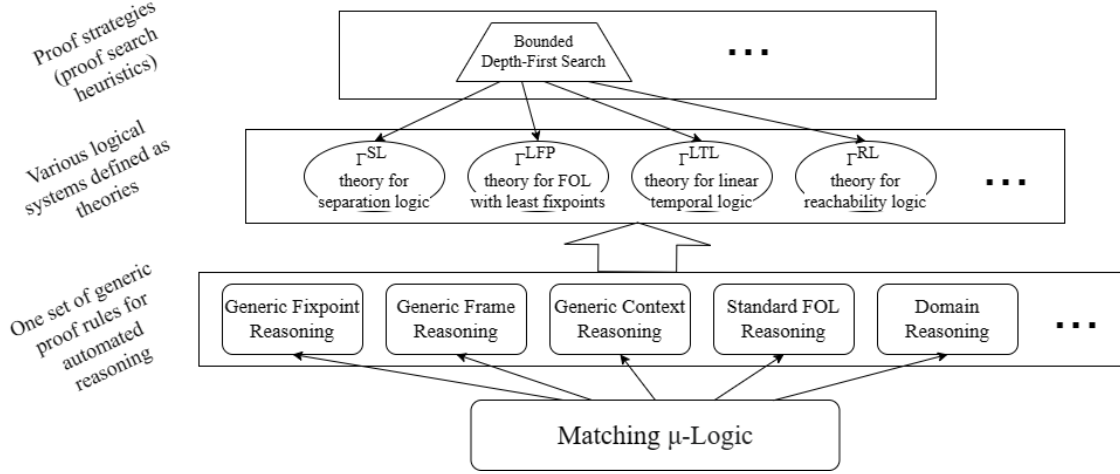 Proof strategies
(proof search
heuristics)
Bounded
Depth-First Search
...
Various logical
systems defined as
theories
Γ^SL
theory for
separation logic
Γ^LFP
theory for FOL
with least fixpoints
Γ^LTL
theory for linear
temporal logic
Γ^RL
theory for
reachability logic
...
One set of generic
proof rules for
automated
reasoning
Generic Fixpoint
Reasoning
Generic Frame
Reasoning
Generic Context
Reasoning
Standard FOL
Reasoning
Domain
Reasoning
...
Matching μ-Logic